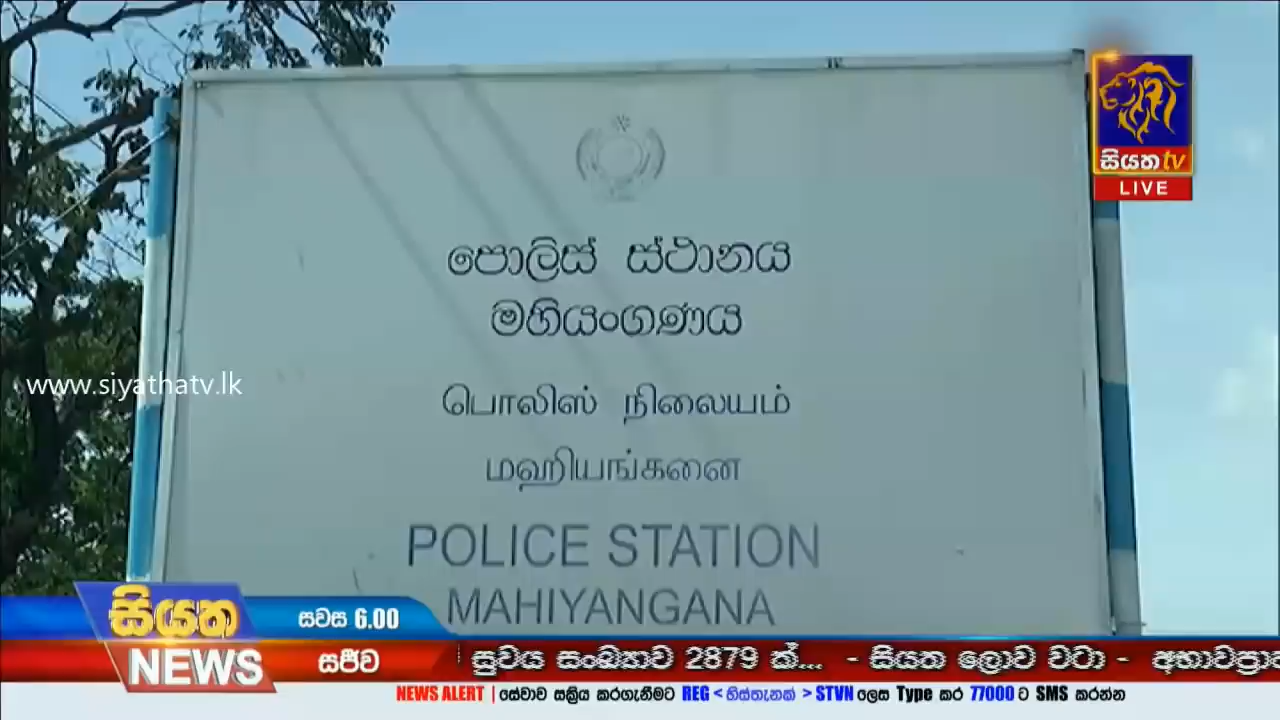 සියත tv
LIVE
පොලිස් ස්ථානය
මහියංගණය
பொலிஸ் நிலையம்
மஹியங்கனை
POLICE STATION
MAHIYANGANA
www.siyathatv.lk
සියත
NEWS
සවස 6.00
සජීව
සුවය සංඛ්‍යාව 2879 ක්... - සියත ලොව වටා -
NEWS ALERT | සේවාව සක්‍රිය කරගැනීමට REG < හිස්තැනක් > STVN ලෙස Type කර 77000 ට SMS කරන්න